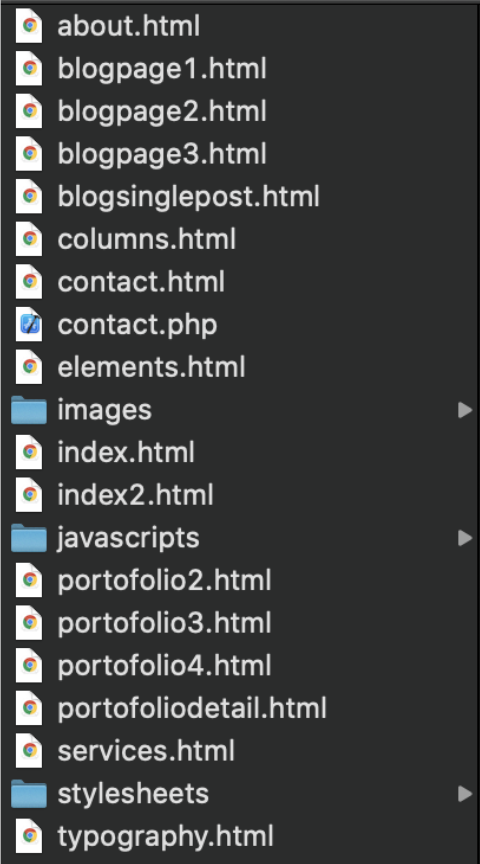 about.html
blogpage1.html
blogpage2.html
blogpage3.html
blogsinglepost.html
columns.html
contact.html
contact.php
elements.html
images
index.html
index2.html
javascripts
portofolio2.html
portofolio3.html
portofolio4.html
portofoliodetail.html
services.html
stylesheets
typography.html